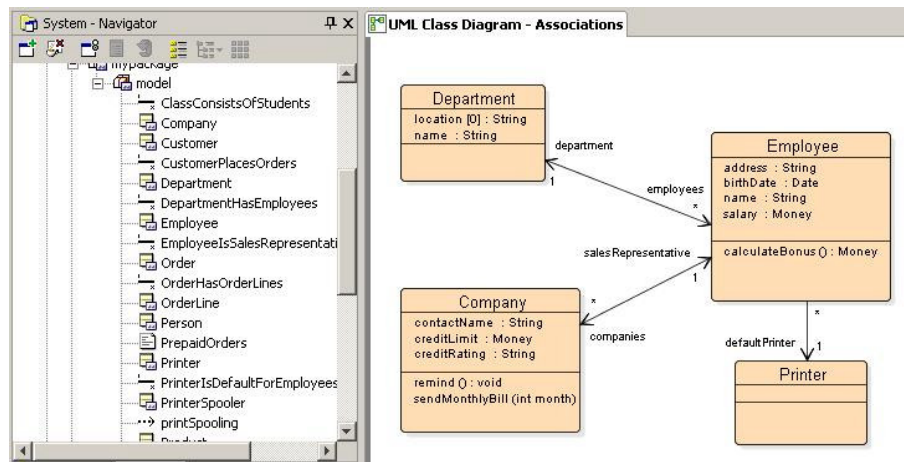 System - Navigator
mypackage
model
ClassConsistsOfStudents
Company
Customer
CustomerPlacesOrders
Department
DepartmentHasEmployees
Employee
EmployeeIsSalesRepresentati
Order
OrderHasOrderLines
OrderLine
Person
PrepaidOrders
Printer
PrinterIsDefaultForEmployees
PrinterSpooler
printSpooling
Product
UML Class Diagram - Associations
Department
location [0] : String
name : String
department
1
employees
*
Employee
address : String
birthDate : Date
name : String
salary : Money
calculateBonus () : Money
salesRepresentative
1
*
companies
Company
contactName : String
creditLimit : Money
creditRating : String
remind () : void
sendMonthlyBill (int month)
*
defaultPrinter
1
Printer